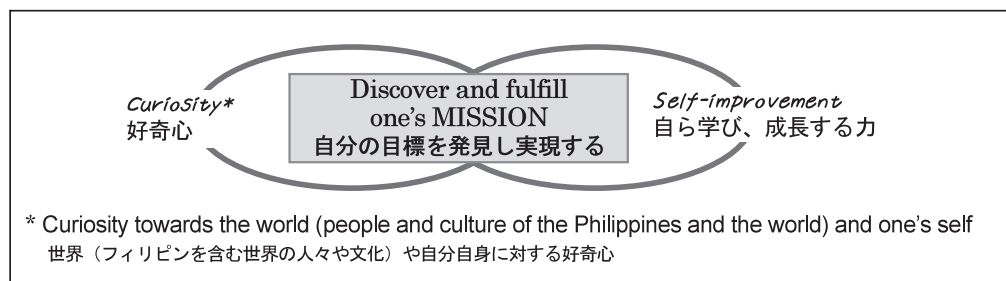 Curiosity*
好奇心
Discover and fulfill
one's MISSION
自分の目標を発見し実現する
Self-improvement
自ら学び、成長する力
* Curiosity towards the world (people and culture of the Philippines and the world) and one's self
世界（フィリピンを含む世界の人々や文化）や自分自身に対する好奇心